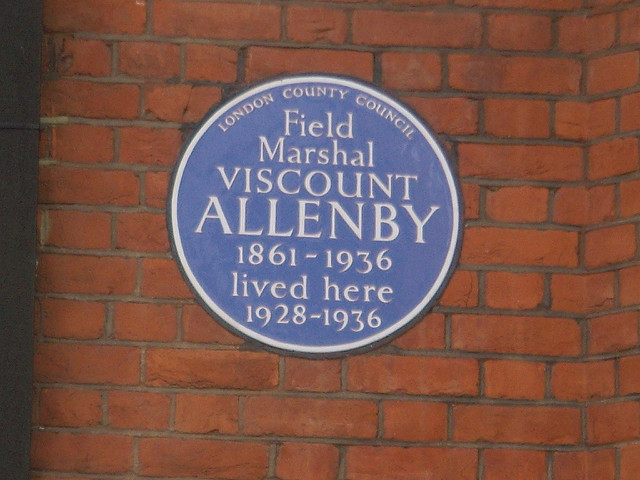 LONDON COUNTY COUNCIL
Field
Marshal
VISCOUNT
ALLENBY
1861-1936
lived here
1928-1936